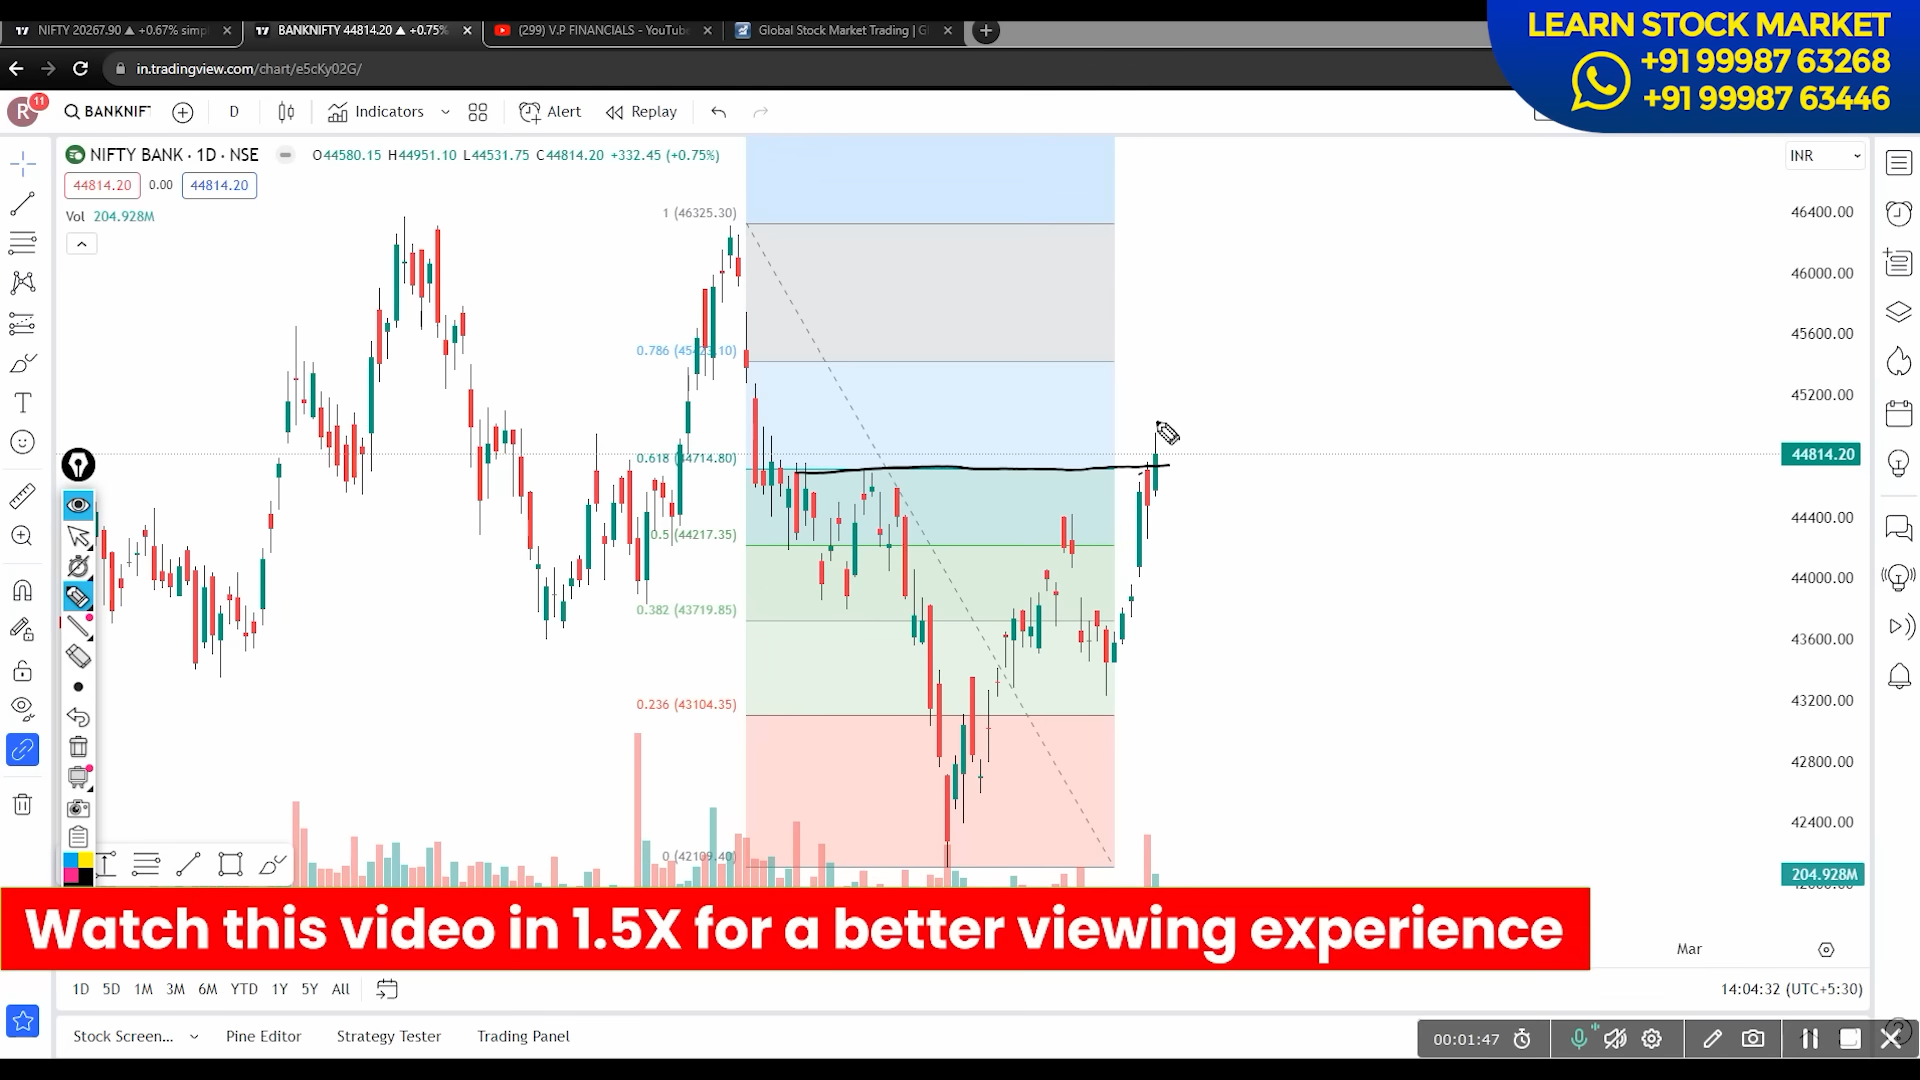 LEARN STOCK MARKET
+91 99987 63268
+91 99987 63446
NIFTY 20267.90 ▲ +0.67% simp
BANKNIFTY 44814.20 ▲ +0.75%
(299) V.P FINANCIALS - YouTube
Global Stock Market Trading | G
in.tradingview.com/chart/e5cKy02G/
R
11
BANKNIF
D
Indicators
Alert
Replay
NIFTY BANK · 1D · NSE
O44580.15 H44951.10 L44531.75 C44814.20 +332.45 (+0.75%)
INR
44814.20
0.00
44814.20
Vol 204.928M
1 (46325.30)
0.618 (44714.80)
0.5 (44217.35)
0.382 (43719.85)
0.236 (43104.35)
0 (42109.40)
46400.00
46000.00
45600.00
45200.00
44814.20
44400.00
44000.00
43600.00
43200.00
42800.00
42400.00
204.928M
Watch this video in 1.5X for a better viewing experience
Mar
1D 5D 1M 3M 6M YTD 1Y 5Y All
14:04:32 (UTC+5:30)
Stock Screen...
Pine Editor
Strategy Tester
Trading Panel
00:01:47